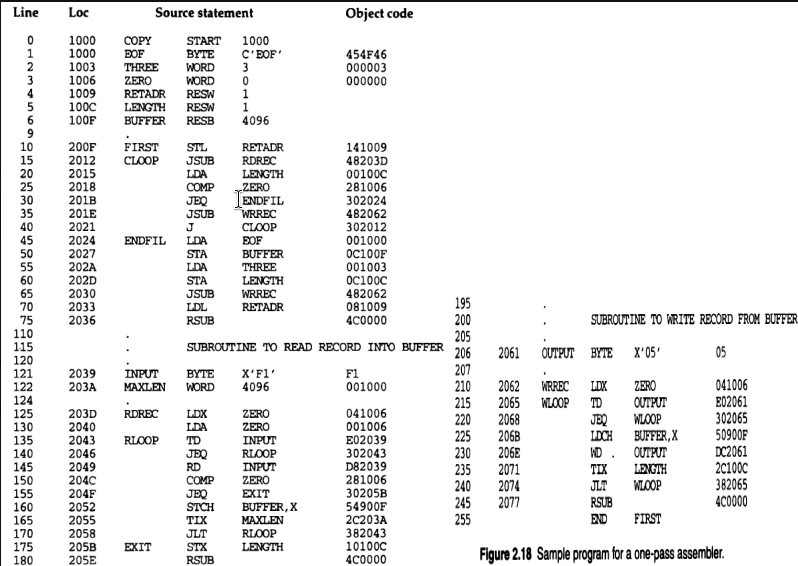 Line Loc Source statement Object code
0 1000 COPY START 1000
1 1000 EOF BYTE C'EOF' 454F46
2 1003 THREE WORD 3 000003
3 1006 ZERO WORD 0 000000
4 1009 RETADR RESW 1
5 100C LENGTH RESW 1
6 100F BUFFER RESB 4096
9 .
10 200F FIRST STL RETADR 141009
15 2012 CLOOP JSUB RDREC 48203D
20 2015 LDA LENGTH 00100C
25 2018 COMP ZERO 281006
30 201B JEQ ENDFIL 302024
35 201E JSUB WRREC 482062
40 2021 J CLOOP 302012
45 2024 ENDFIL LDA EOF 001000
50 2027 STA BUFFER 0C100F
55 202A LDA THREE 001003
60 202D STA LENGTH 0C100C
65 2030 JSUB WRREC 482062
70 2033 LDL RETADR 081009
75 2036 RSUB 4C0000
110 .
115 . SUBROUTINE TO READ RECORD INTO BUFFER
120 .
121 2039 INPUT BYTE X'F1' F1
122 203A MAXLEN WORD 4096 001000
124 .
125 203D RDREC LDX ZERO 041006
130 2040 LDA ZERO 001006
135 2043 RLOOP TD INPUT E02039
140 2046 JEQ RLOOP 302043
145 2049 RD INPUT D82039
150 204C COMP ZERO 281006
155 204F JEQ EXIT 30205B
160 2052 STCH BUFFER,X 54900F
165 2055 TIX MAXLEN 2C203A
170 2058 JLT RLOOP 382043
175 205B EXIT STX LENGTH 10100C
180 205E RSUB 4C0000
195 .
200 . SUBROUTINE TO WRITE RECORD FROM BUFFER
205 .
206 2061 OUTPUT BYTE X'05' 05
207 .
210 2062 WRREC LDX ZERO 041006
215 2065 WLOOP TD OUTPUT E02061
220 2068 JEQ WLOOP 302065
225 206B LDCH BUFFER,X 50900F
230 206E WD . OUTPUT DC2061
235 2071 TIX LENGTH 2C100C
240 2074 JLT WLOOP 382065
245 2077 RSUB 4C0000
255 END FIRST
Figure 2.18 Sample program for a one-pass assembler.